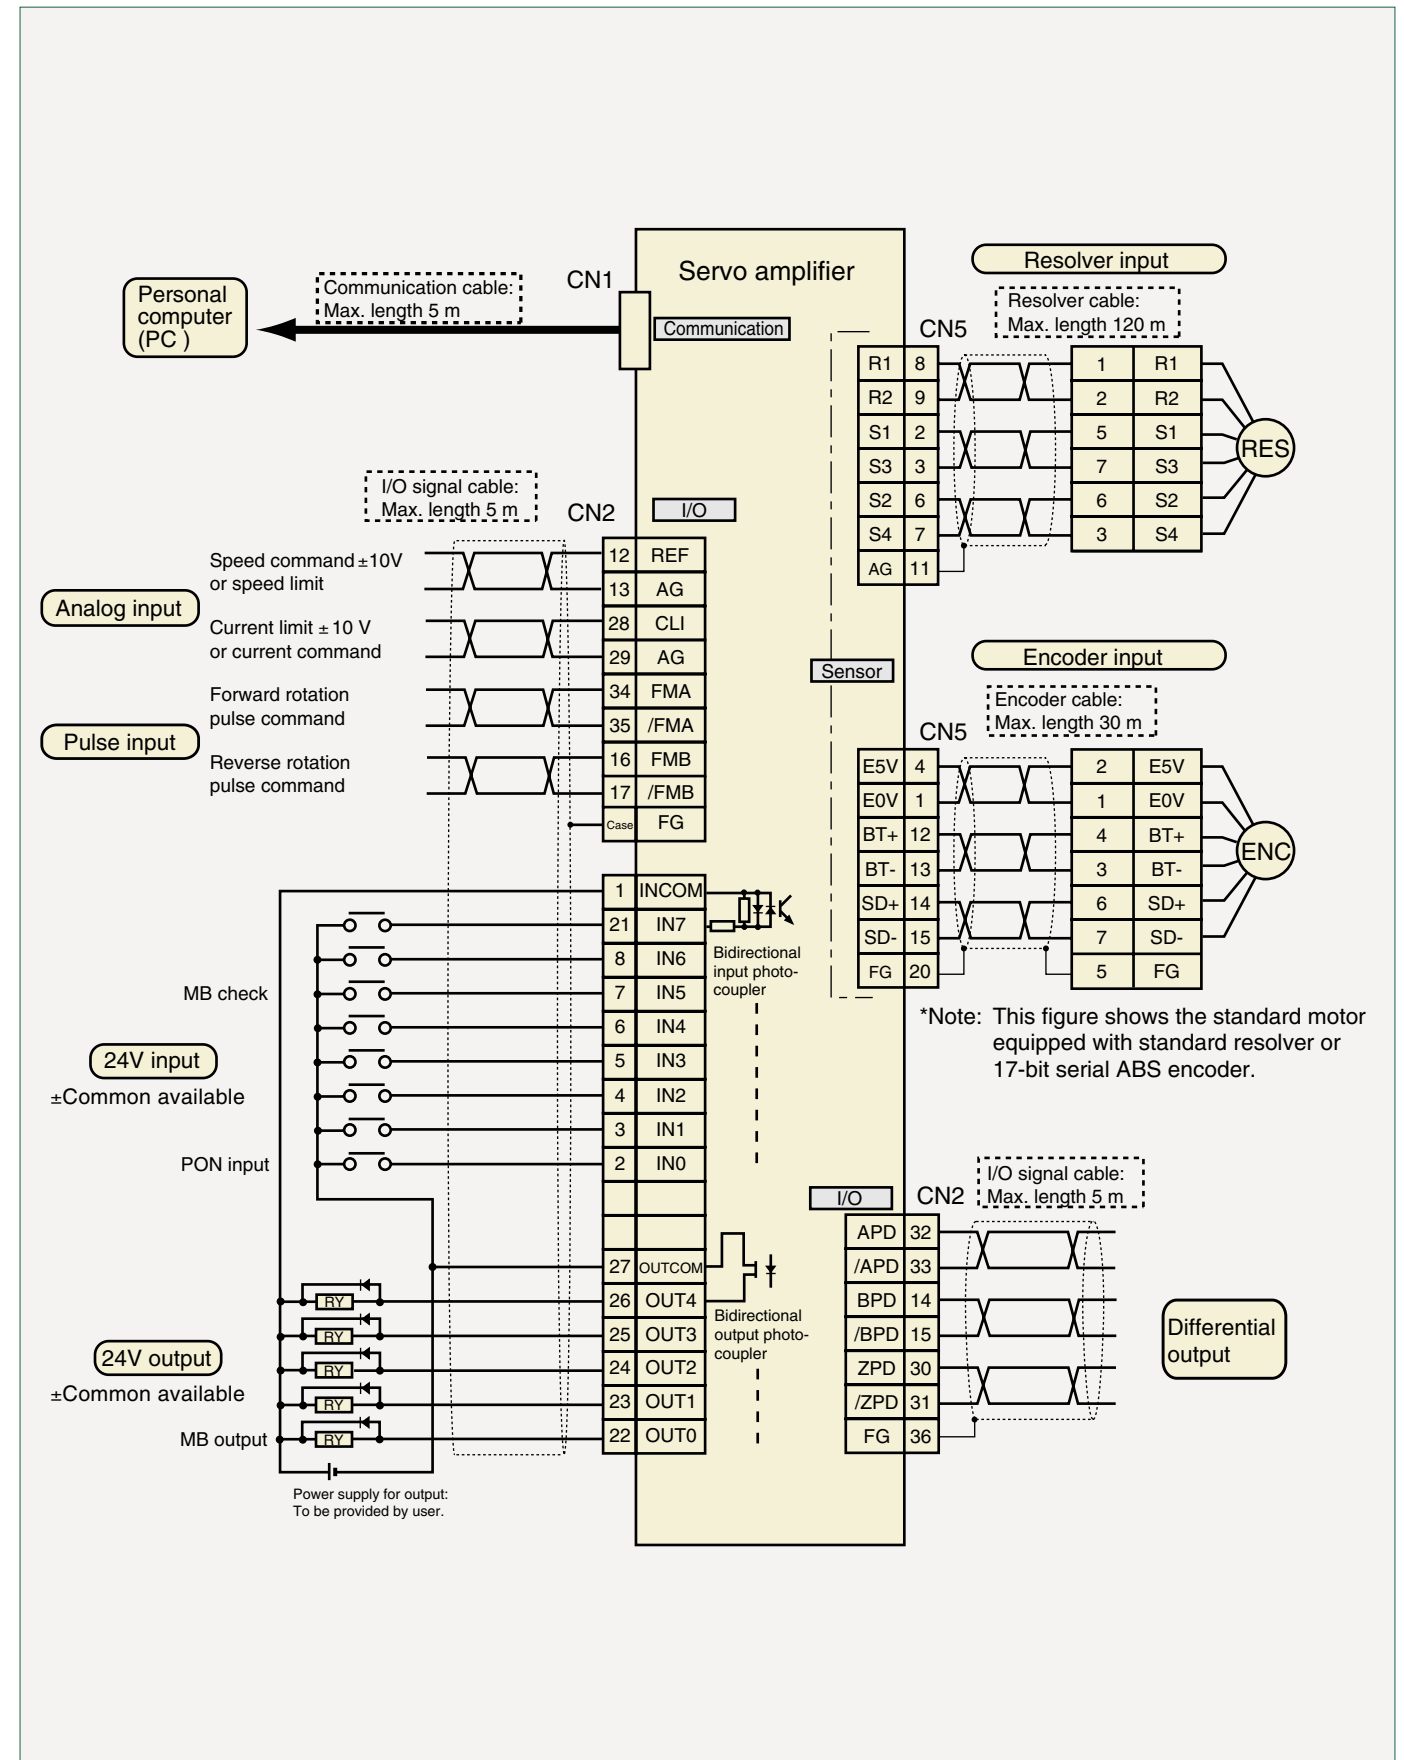 Servo amplifier
CN1
Communication
Personal
computer
(PC )
Communication cable:
Max. length 5 m
I/O signal cable:
Max. length 5 m
CN2
I/O
Analog input
Speed command ±10V
or speed limit
Current limit ± 10 V
or current command
Pulse input
Forward rotation
pulse command
Reverse rotation
pulse command
12 REF
13 AG
28 CLI
29 AG
34 FMA
35 /FMA
16 FMB
17 /FMB
Case FG
1 INCOM
21 IN7
8 IN6
7 IN5
6 IN4
5 IN3
4 IN2
3 IN1
2 IN0
27 OUTCOM
26 OUT4
25 OUT3
24 OUT2
23 OUT1
22 OUT0
Bidirectional
input photo-
coupler
Bidirectional
output photo-
coupler
MB check
24V input
±Common available
PON input
RY
RY
RY
RY
RY
24V output
±Common available
MB output
Power supply for output:
To be provided by user.
Resolver input
Resolver cable:
Max. length 120 m
CN5
R1 8 1 R1
R2 9 2 R2
S1 2 5 S1
S3 3 7 S3
S2 6 6 S2
S4 7 3 S4
AG 11
RES
Sensor
Encoder input
Encoder cable:
Max. length 30 m
CN5
E5V 4 2 E5V
E0V 1 1 E0V
BT+ 12 4 BT+
BT- 13 3 BT-
SD+ 14 6 SD+
SD- 15 7 SD-
FG 20 5 FG
ENC
*Note: This figure shows the standard motor
equipped with standard resolver or
17-bit serial ABS encoder.
I/O
CN2
I/O signal cable:
Max. length 5 m
APD 32
/APD 33
BPD 14
/BPD 15
ZPD 30
/ZPD 31
FG 36
Differential
output